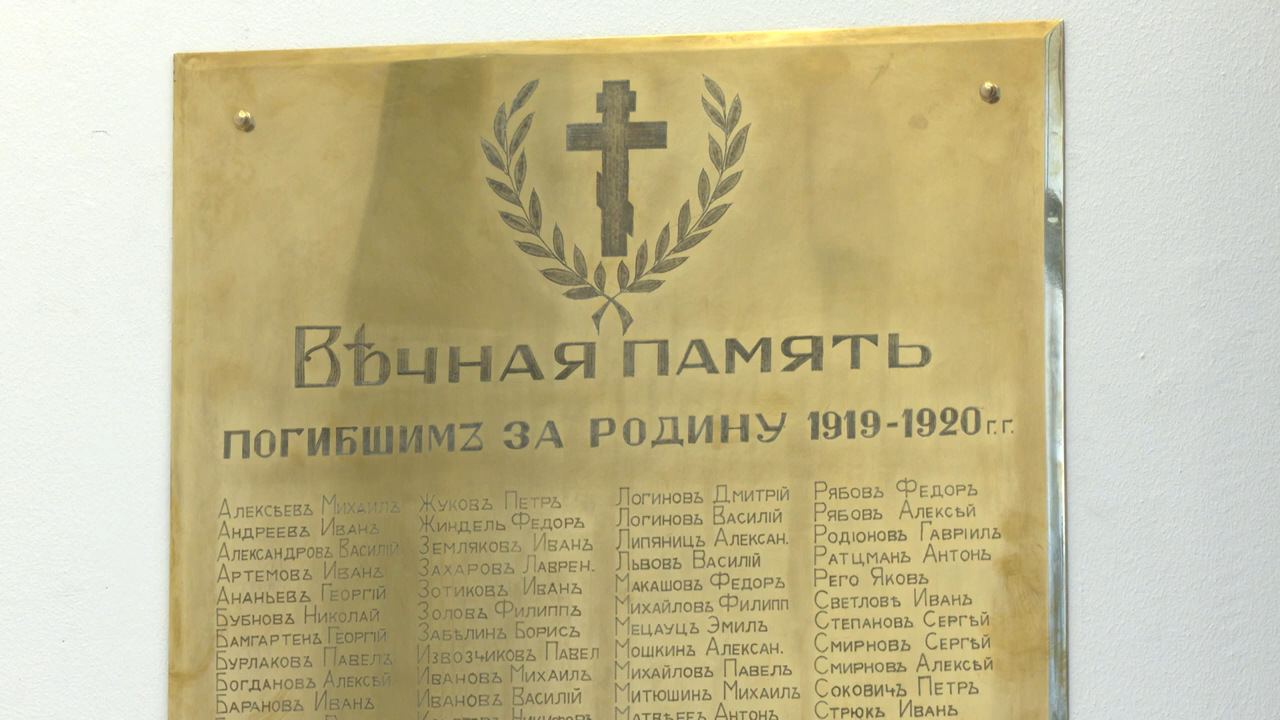 Вѣчная память
погибшимъ за родину 1919-1920 г.г.
Алексѣевъ Михаилъ
Андреевъ Иванъ
Александровъ Василій
Артемовъ Иванъ
Ананьевъ Георгій
Бубновъ Николай
Бамгартенъ Георгій
Бурлаковъ Павелъ
Богдановъ Алексѣй
Барановъ Иванъ
Жуковъ Петръ
Жиндель Федоръ
Земляковъ Иванъ
Захаровъ Лаврен.
Зотиковъ Иванъ
Золовъ Филиппъ
Забѣлинъ Борисъ
Извозчиковъ Павел
Ивановъ Михаилъ
Ивановъ Василій
Логиновъ Дмитрій
Логиновъ Василій
Липяницъ Алексан.
Львовъ Василій
Макашовъ Федоръ
Михайловъ Филипп
Мецауцъ Эмилъ
Мошкинъ Алексан.
Михайловъ Павелъ
Митюшинъ Михаилъ
Матвѣевъ Антонъ
Рябовъ Федоръ
Рябовъ Алексѣй
Родіоновъ Гавріилъ
Ратцманъ Антонъ
Рего Яковъ
Светловъ Иванъ
Степановъ Сергѣй
Смирновъ Сергѣй
Смирновъ Алексѣй
Соковичъ Петръ
Стрюкъ Иванъ